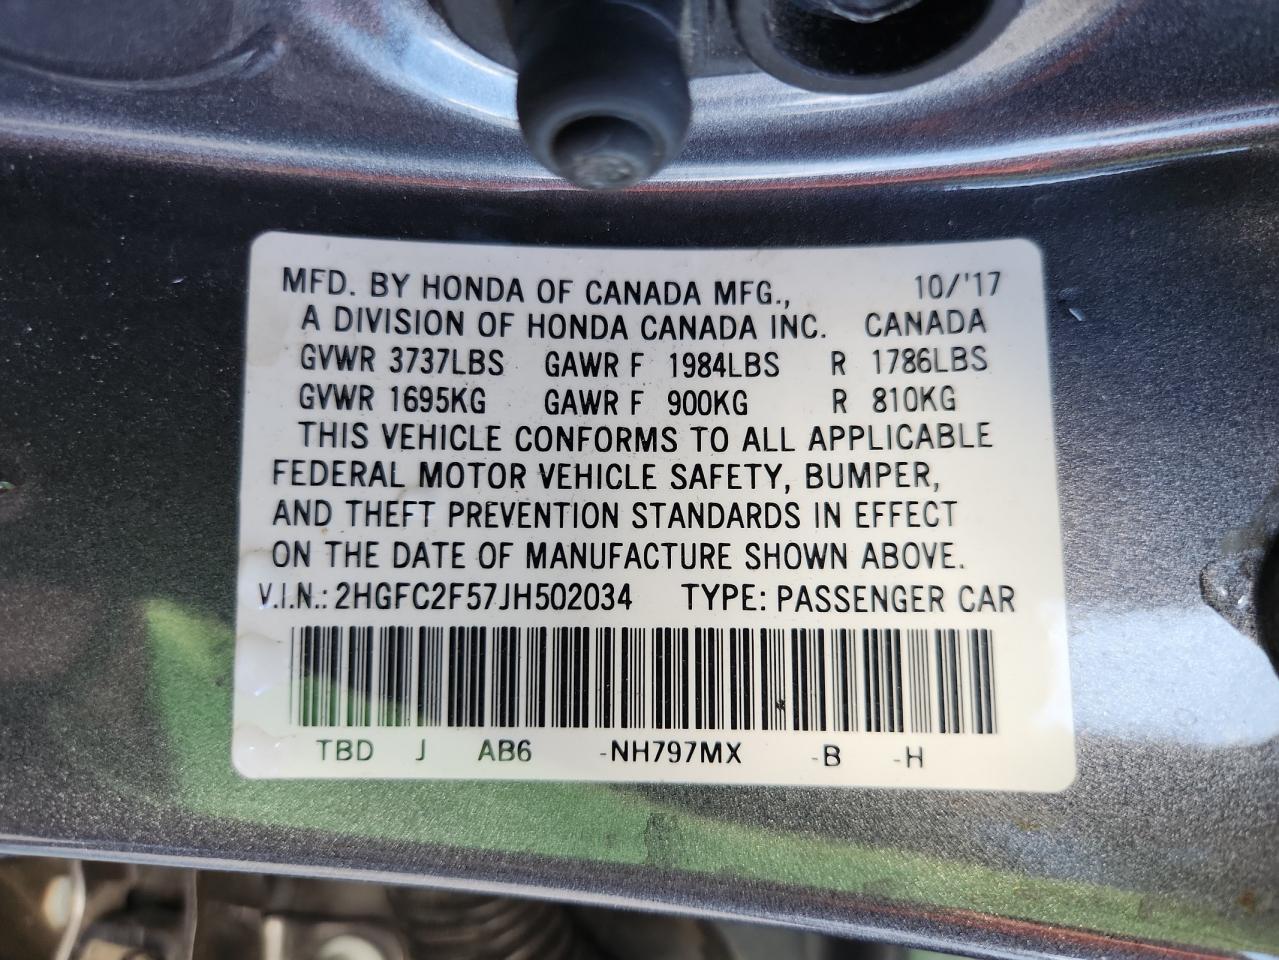 MFD. BY HONDA OF CANADA MFG., 10/'17
A DIVISION OF HONDA CANADA INC. CANADA
GVWR 3737LBS GAWR F 1984LBS R 1786LBS
GVWR 1695KG GAWR F 900KG R 810KG
THIS VEHICLE CONFORMS TO ALL APPLICABLE
FEDERAL MOTOR VEHICLE SAFETY, BUMPER,
AND THEFT PREVENTION STANDARDS IN EFFECT
ON THE DATE OF MANUFACTURE SHOWN ABOVE.
V.I.N.: 2HGFC2F57JH502034 TYPE: PASSENGER CAR
TBD J AB6 -NH797MX -B -H